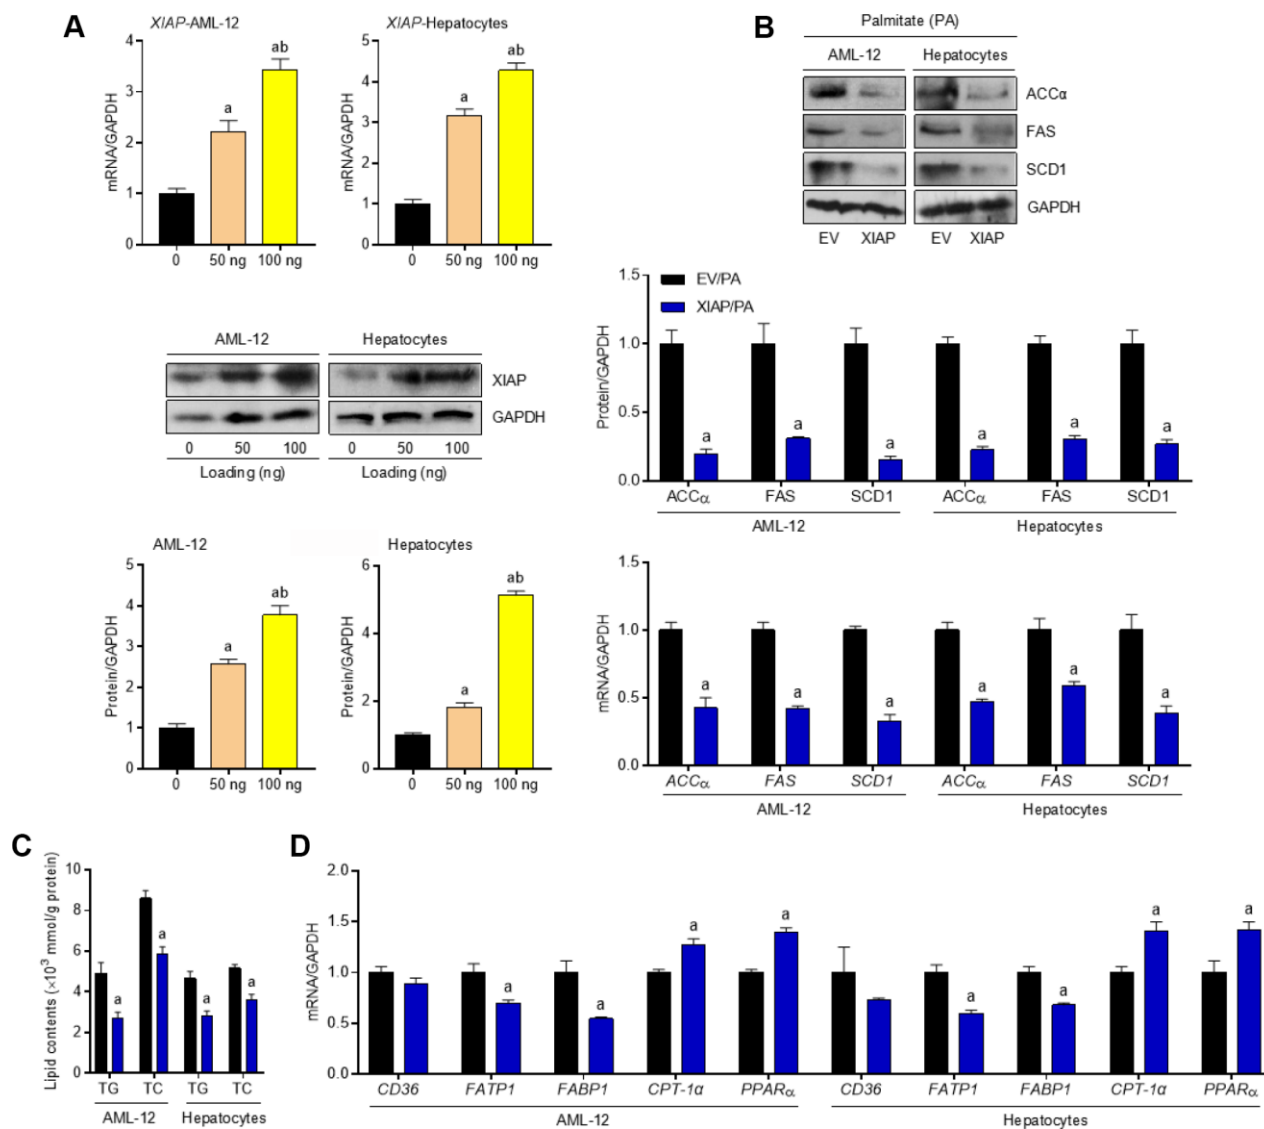 A
XIAP-AML-12
XIAP-Hepatocytes
mRNA/GAPDH
4
3
2
1
0
a
ab
0 50 ng 100 ng
mRNA/GAPDH
5
4
3
2
1
0
a
ab
0 50 ng 100 ng
AML-12 Hepatocytes
XIAP
GAPDH
0 50 100 0 50 100
Loading (ng) Loading (ng)
AML-12
Protein/GAPDH
5
4
3
2
1
0
a
ab
0 50 ng 100 ng
Hepatocytes
Protein/GAPDH
6
4
2
0
a
ab
0 50 ng 100 ng
B
Palmitate (PA)
AML-12 Hepatocytes
ACCα
FAS
SCD1
GAPDH
EV XIAP EV XIAP
EV/PA
XIAP/PA
Protein/GAPDH
1.5
1.0
0.5
0.0
a a a a a a
ACCα FAS SCD1 ACCα FAS SCD1
AML-12 Hepatocytes
mRNA/GAPDH
1.5
1.0
0.5
0.0
a a a a a a
ACCα FAS SCD1 ACCα FAS SCD1
AML-12 Hepatocytes
C
Lipid contents (×10³ mmol/g protein)
10
8
6
4
2
0
a a a a
TG TC TG TC
AML-12 Hepatocytes
D
mRNA/GAPDH
2.0
1.5
1.0
0.5
0.0
a a a a a a a a
CD36 FATP1 FABP1 CPT-1α PPARα CD36 FATP1 FABP1 CPT-1α PPARα
AML-12 Hepatocytes